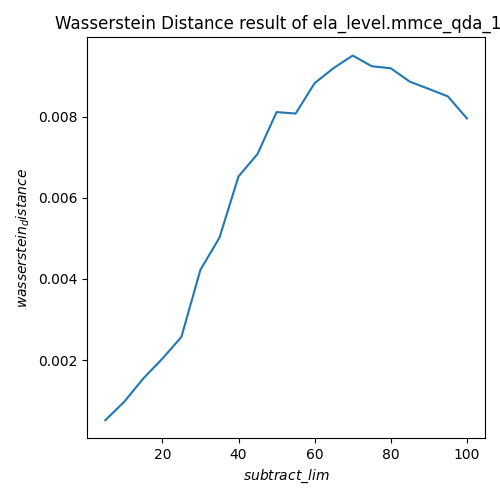 Wasserstein Distance result of ela_level.mmce_qda_1
0.008
0.006
0.004
0.002
wasserstein_distance
20 40 60 80 100
subtract_lim